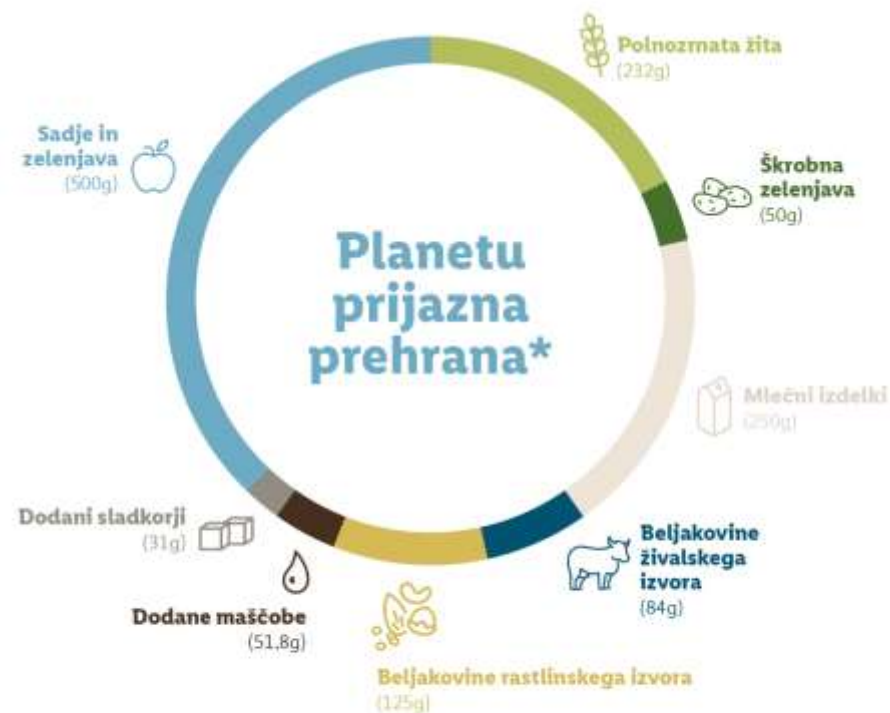 Polnozrnata žita
(232g)
Sadje in
zelenjava
(500g)
Škrobna
zelenjava
(50g)
Planetu
prijazna
prehrana*
Mlečni izdelki
(250g)
Dodani sladkorji
(31g)
Beljakovine
živalskega
izvora
(84g)
Dodane maščobe
(51,8g)
Beljakovine rastlinskega izvora
(125g)